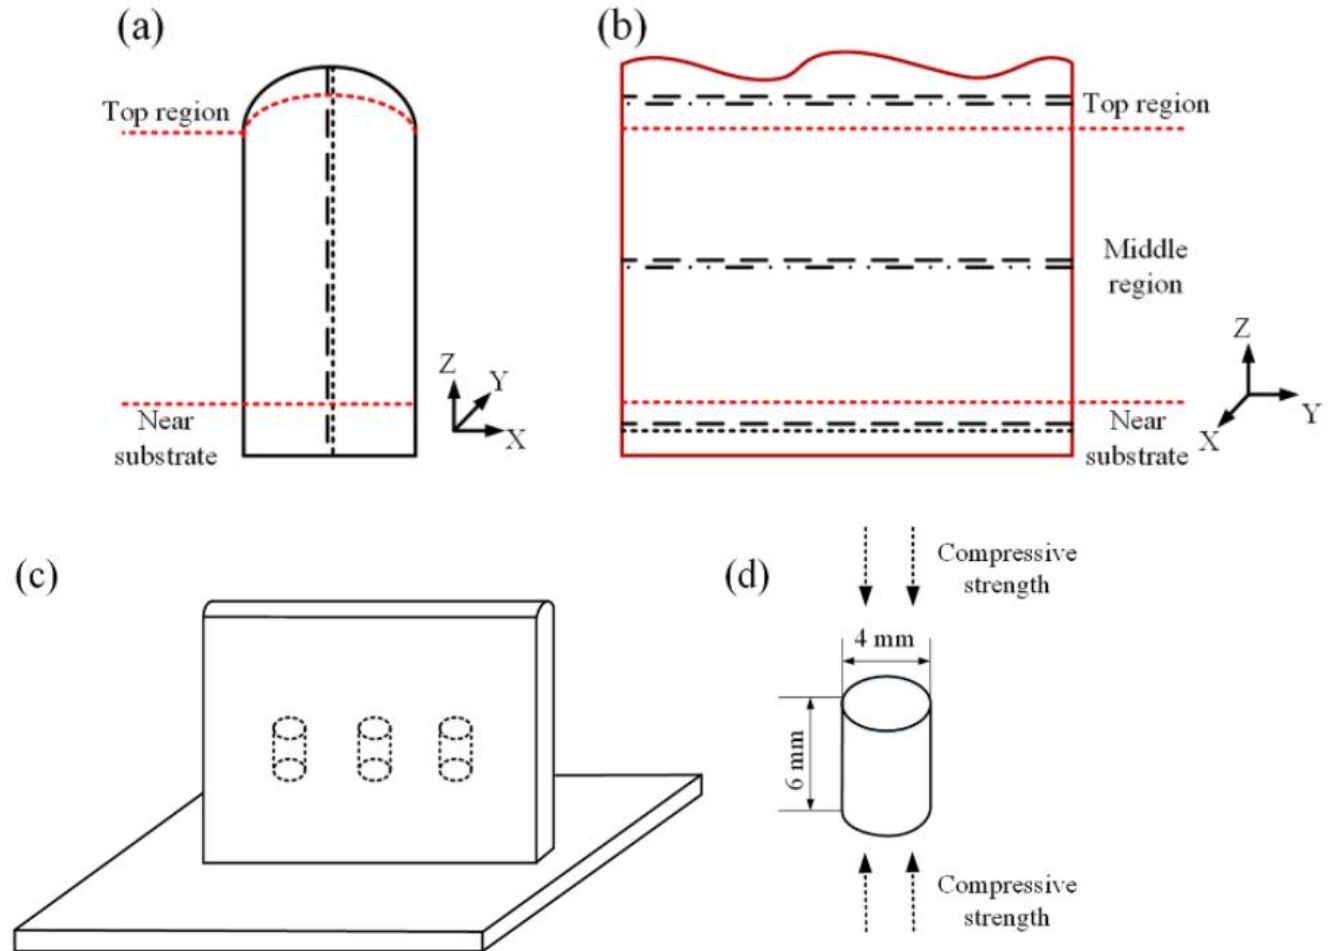 (a)
Top region
Near
substrate
Z
Y
X
(b)
Top region
Middle
region
Near
substrate
Z
Y
X
(c)
(d)
Compressive
strength
4 mm
6 mm
Compressive
strength